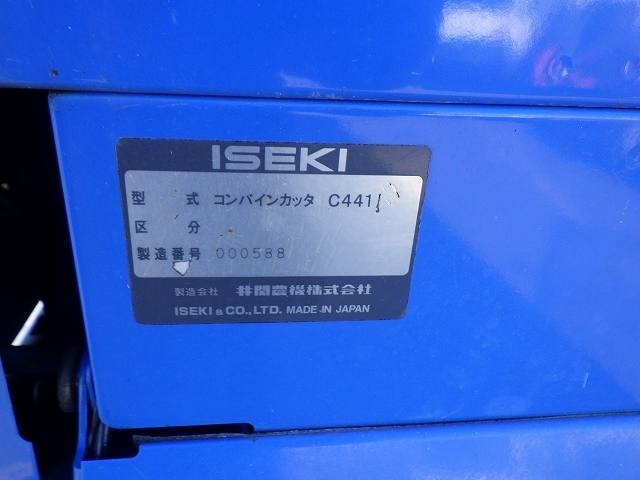 ISEKI
型 式 コンバインカッタ C441
区 分
製造番号 000588
製造会社 井関農機株式会社
ISEKI & CO., LTD. MADE IN JAPAN